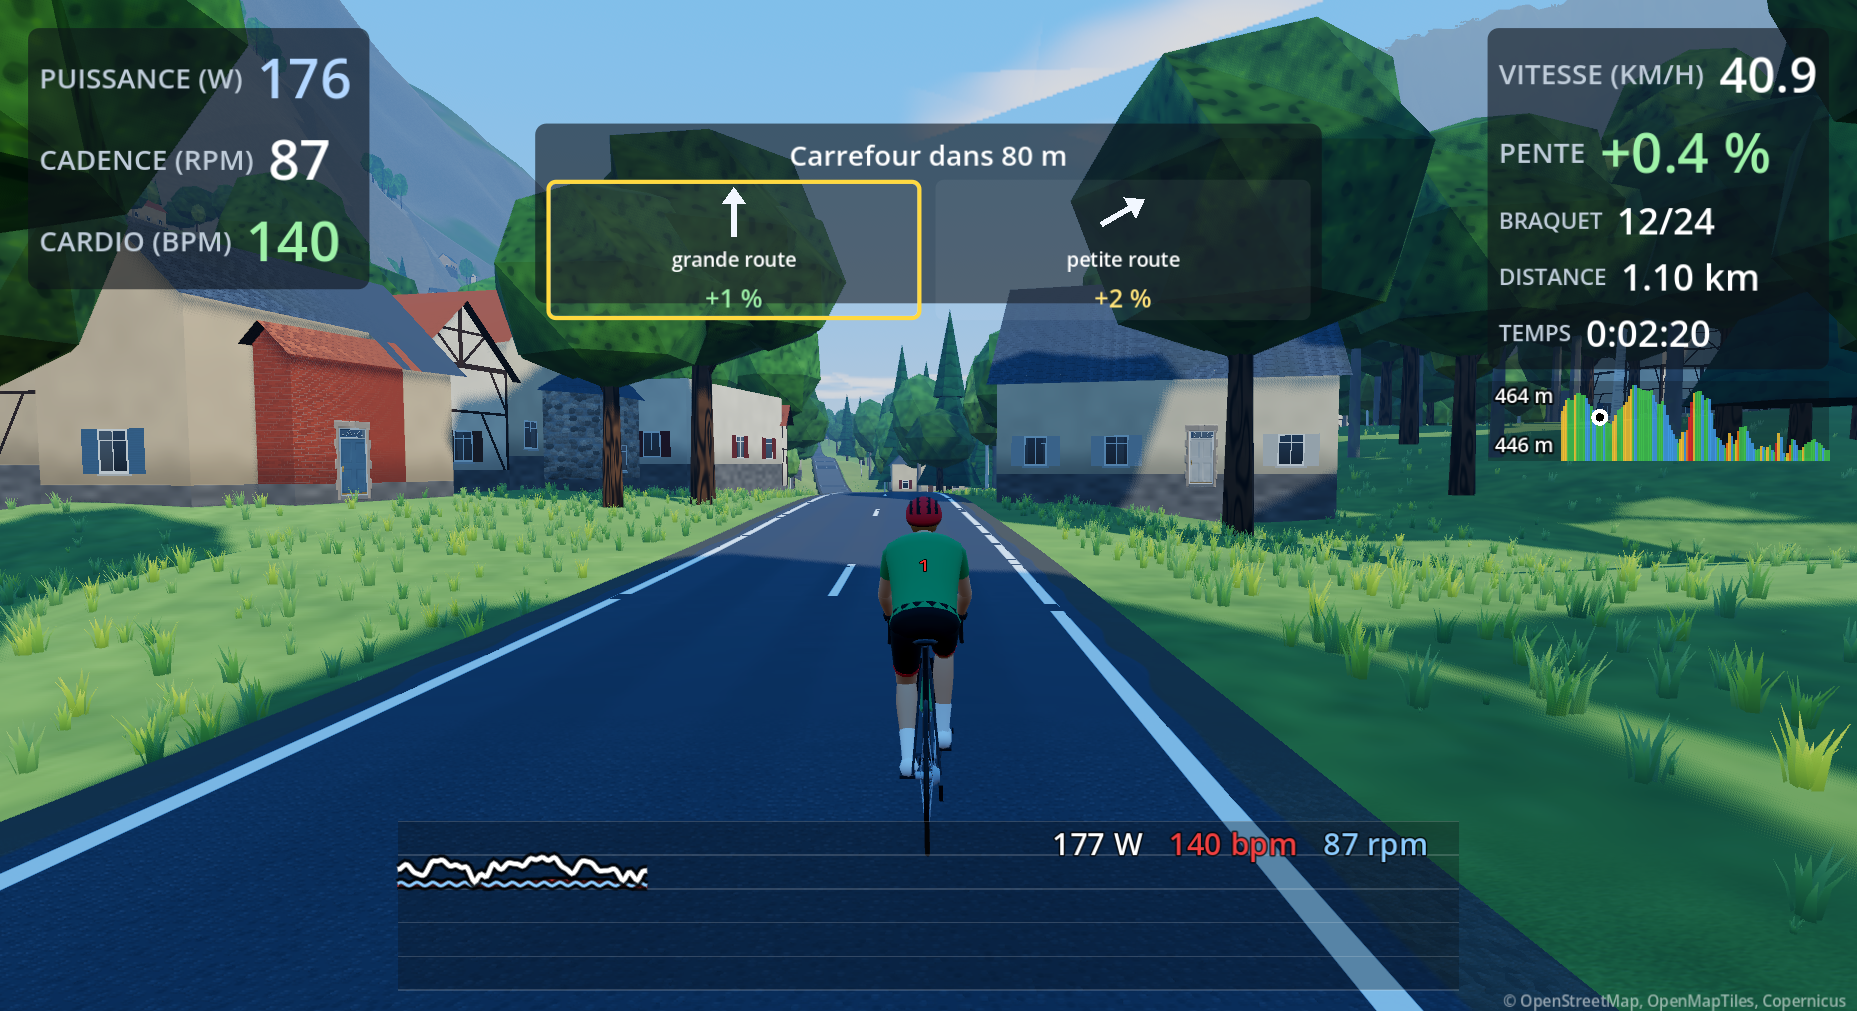 PUISSANCE (W) 176
CADENCE (RPM) 87
CARDIO (BPM) 140
Carrefour dans 80 m
grande route
+1 %
petite route
+2 %
VITESSE (KM/H) 40.9
PENTE +0.4 %
BRAQUET 12/24
DISTANCE 1.10 km
TEMPS 0:02:20
464 m
446 m
1
177 W 140 bpm 87 rpm
© OpenStreetMap, OpenMapTiles, Copernicus